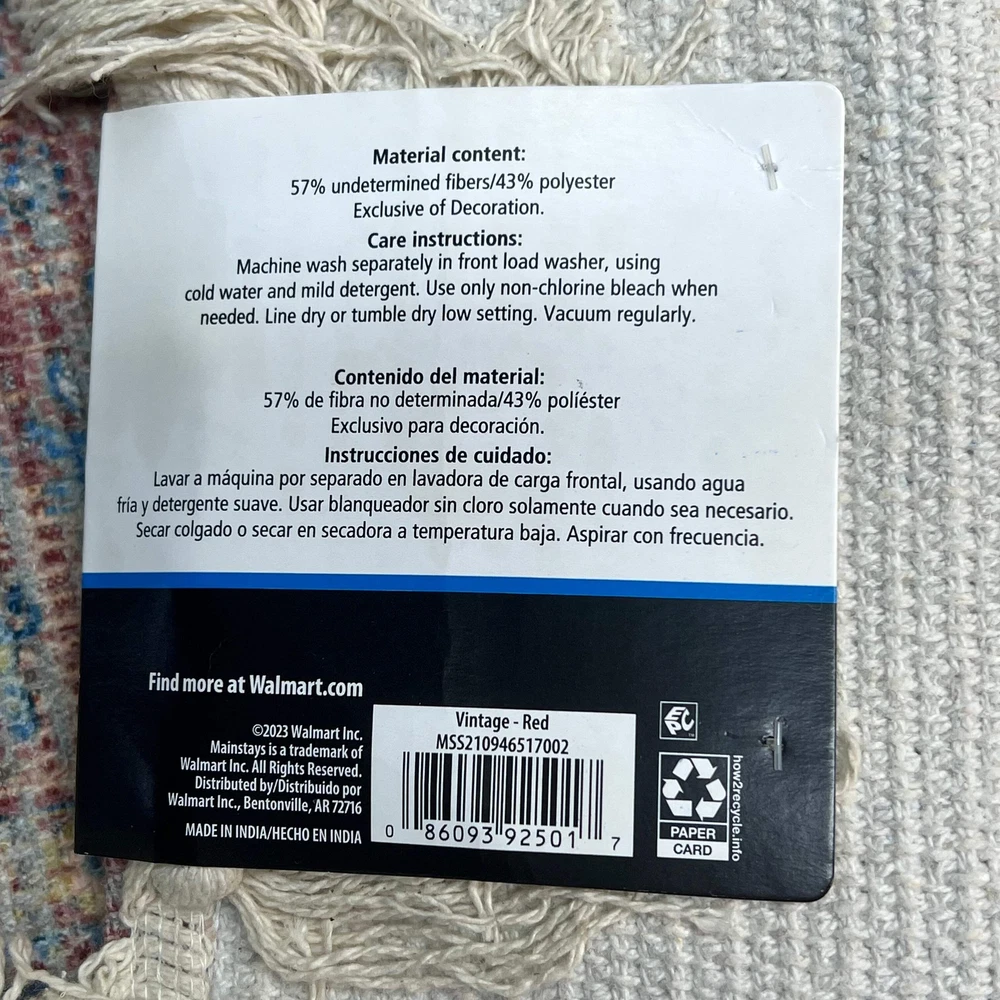 Material content:
57% undetermined fibers/43% polyester
Exclusive of Decoration.
Care instructions:
Machine wash separately in front load washer, using
cold water and mild detergent. Use only non-chlorine bleach when
needed. Line dry or tumble dry low setting. Vacuum regularly.
Contenido del material:
57% de fibra no determinada/43% políéster
Exclusivo para decoración.
Instrucciones de cuidado:
Lavar a máquina por separado en lavadora de carga frontal, usando agua
fría y detergente suave. Usar blanqueador sin cloro solamente cuando sea necesario.
Secar colgado o secar en secadora a temperatura baja. Aspirar con frecuencia.
Find more at Walmart.com
©2023 Walmart Inc.
Mainstays is a trademark of
Walmart Inc. All Rights Reserved.
Distributed by/Distribuido por
Walmart Inc., Bentonville, AR 72716
MADE IN INDIA/HECHO EN INDIA
Vintage - Red
MSS210946517002
0 86093 92501 7
EPC™
how2recycle.info
PAPER
CARD